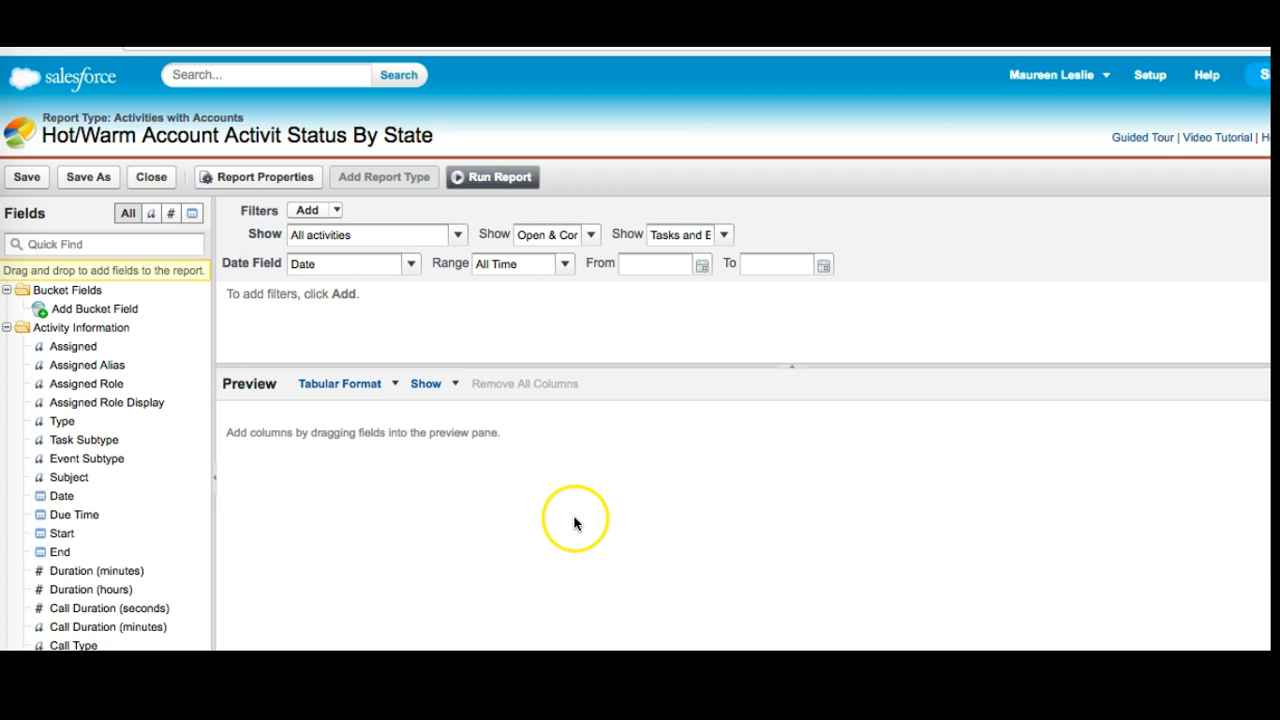 salesforce
Search...
Search
Maureen Leslie
Setup
Help
S
Report Type: Activities with Accounts
Hot/Warm Account Activit Status By State
Guided Tour | Video Tutorial | H
Save
Save As
Close
Report Properties
Add Report Type
Run Report
Fields
All
a
#
Quick Find
Drag and drop to add fields to the report.
Bucket Fields
Add Bucket Field
Activity Information
a Assigned
a Assigned Alias
a Assigned Role
a Assigned Role Display
a Type
a Task Subtype
a Event Subtype
a Subject
Date
Due Time
Start
End
# Duration (minutes)
# Duration (hours)
# Call Duration (seconds)
a Call Duration (minutes)
a Call Type
Filters Add
Show All activities Show Open & Cor Show Tasks and E
Date Field Date Range All Time From To
To add filters, click Add.
Preview Tabular Format Show Remove All Columns
Add columns by dragging fields into the preview pane.